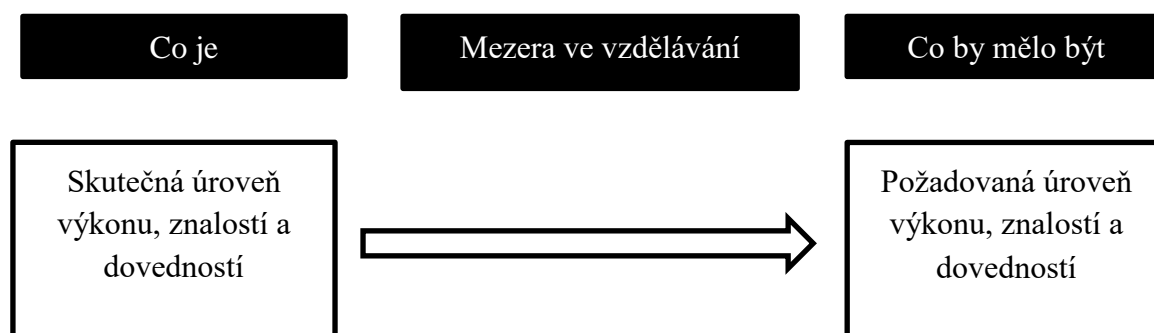 Co je
Mezera ve vzdělávání
Co by mělo být
Skutečná úroveň
výkonu, znalostí a
dovedností
Požadovaná úroveň
výkonu, znalostí a
dovedností